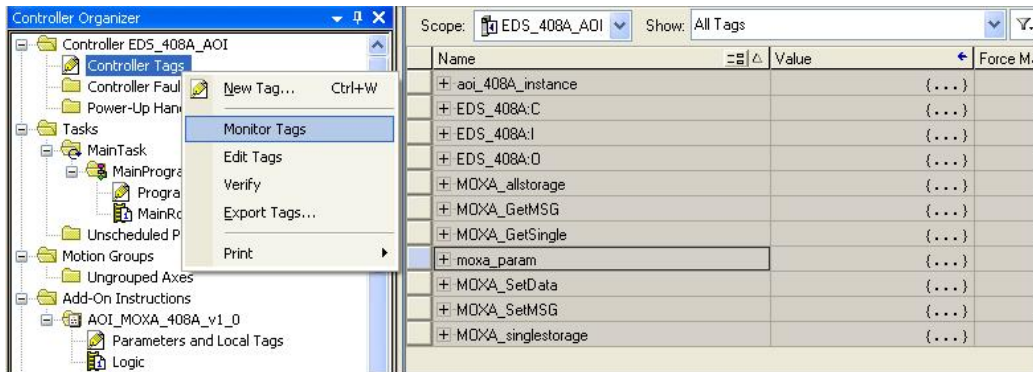 Controller Organizer
Controller EDS_408A_AOI
Controller Tags
Controller Faul
Power-Up Han
Tasks
MainTask
MainProgra
Progra
MainRo
Unscheduled P
Motion Groups
Ungrouped Axes
Add-On Instructions
AOI_MOXA_408A_v1_0
Parameters and Local Tags
Logic
New Tag... Ctrl+W
Monitor Tags
Edit Tags
Verify
Export Tags...
Print
Scope: EDS_408A_AOI Show: All Tags
Name Value Force M
aoi_408A_instance {...}
EDS_408A:C {...}
EDS_408A:I {...}
EDS_408A:O {...}
MOXA_allstorage {...}
MOXA_GetMSG {...}
MOXA_GetSingle {...}
moxa_param {...}
MOXA_SetData {...}
MOXA_SetMSG {...}
MOXA_singlestorage {...}